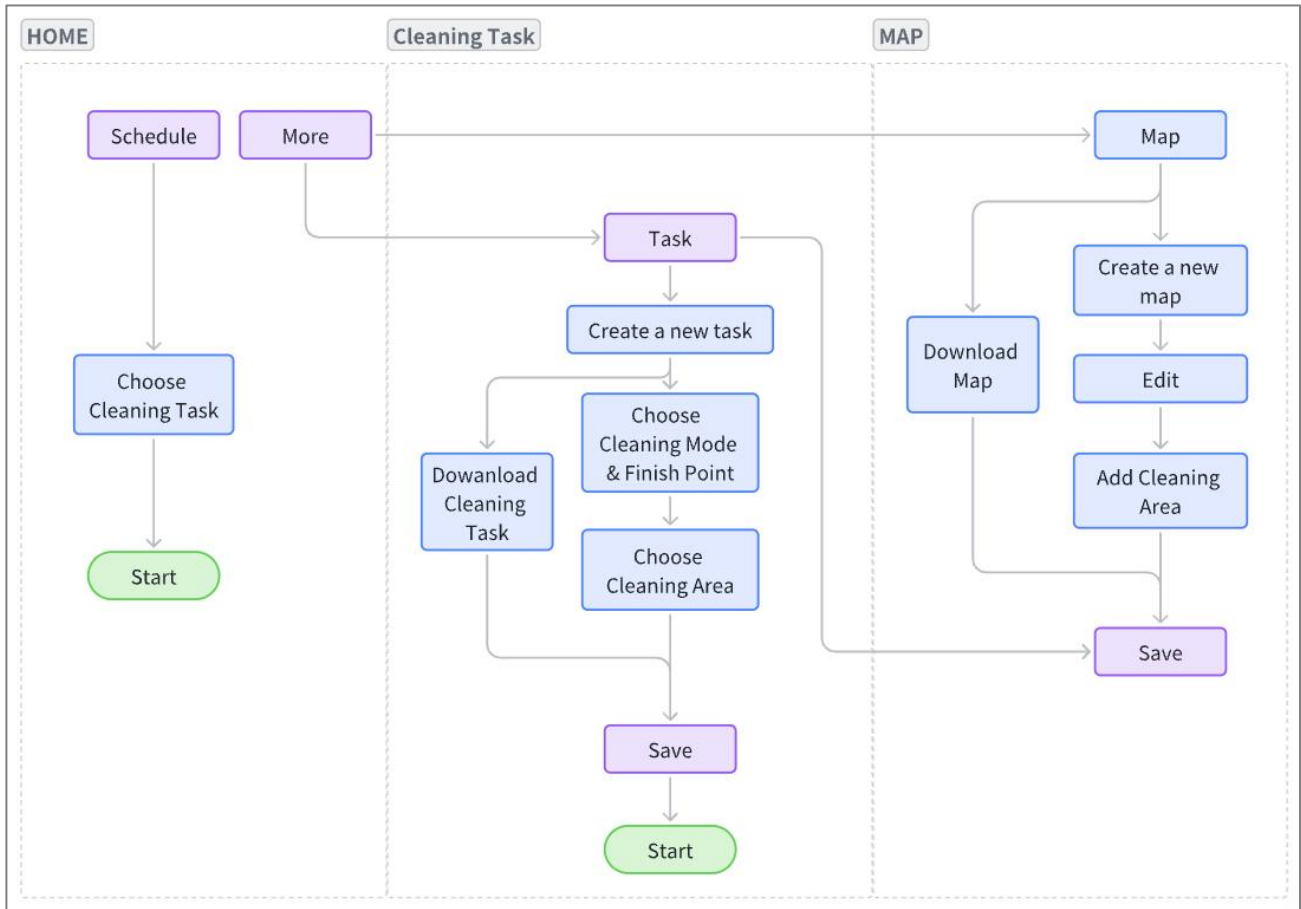 HOME
Cleaning Task
MAP
Schedule
More
Map
Task
Create a new
map
Create a new task
Download
Map
Choose
Cleaning Task
Edit
Choose
Cleaning Mode
& Finish Point
Dowanload
Cleaning
Task
Add Cleaning
Area
Choose
Cleaning Area
Start
Save
Save
Start